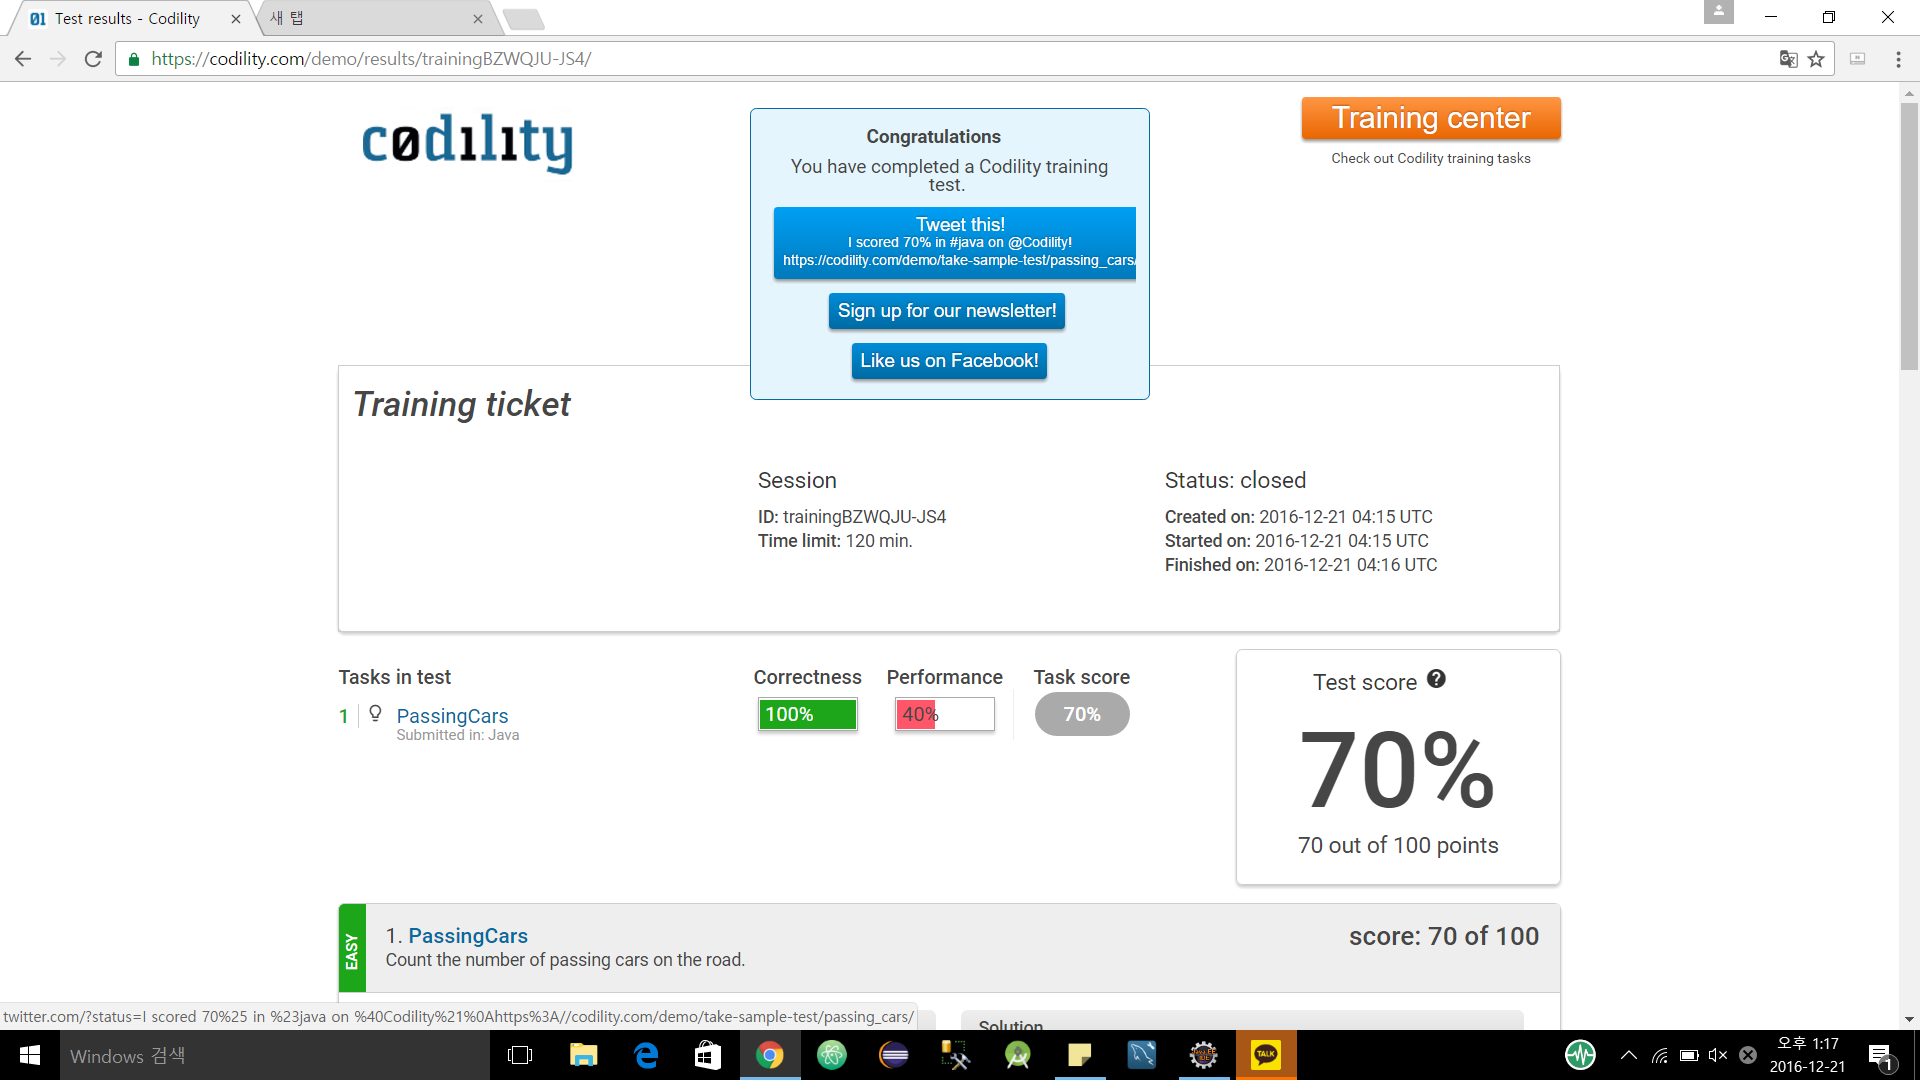 Test results - Codility
새 탭
https://codility.com/demo/results/trainingBZWQJU-JS4/
codility
Congratulations
You have completed a Codility training
test.
Tweet this!
I scored 70% in #java on @Codility!
https://codility.com/demo/take-sample-test/passing_cars/
Sign up for our newsletter!
Like us on Facebook!
Training center
Check out Codility training tasks
Training ticket
Session
ID: trainingBZWQJU-JS4
Time limit: 120 min.
Status: closed
Created on: 2016-12-21 04:15 UTC
Started on: 2016-12-21 04:15 UTC
Finished on: 2016-12-21 04:16 UTC
Tasks in test
Correctness
Performance
Task score
1
PassingCars
Submitted in: Java
100%
40%
70%
Test score ?
70%
70 out of 100 points
EASY
1. PassingCars
Count the number of passing cars on the road.
score: 70 of 100
twitter.com/?status=I scored 70%25 in %23java on %40Codility%21%0Ahttps%3A//codility.com/demo/take-sample-test/passing_cars/
Solution
Windows 검색
TALK
오후 1:17
2016-12-21
1